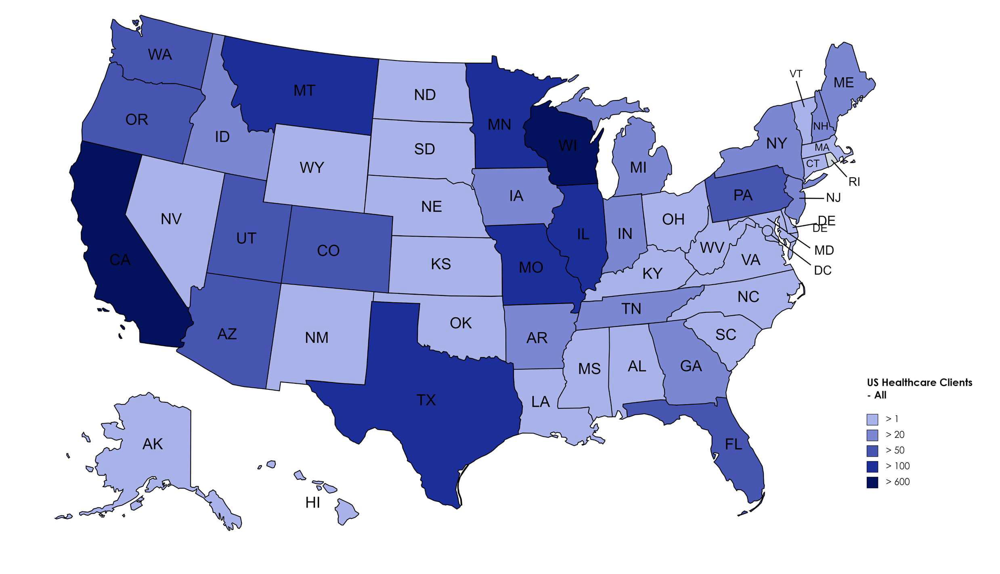 WA
MT
ND
VT
ME
OR
ID
MN
NH
SD
WI
NY
MA
WY
MI
CT
RI
NE
IA
PA
NJ
NV
OH
DE
DE
UT
CO
IL
IN
WV
MD
CA
KS
MO
KY
VA
DC
AZ
NM
OK
AR
TN
NC
SC
MS
AL
GA
TX
LA
US Healthcare Clients
- All
> 1
> 20
> 50
> 100
> 600
AK
FL
HI